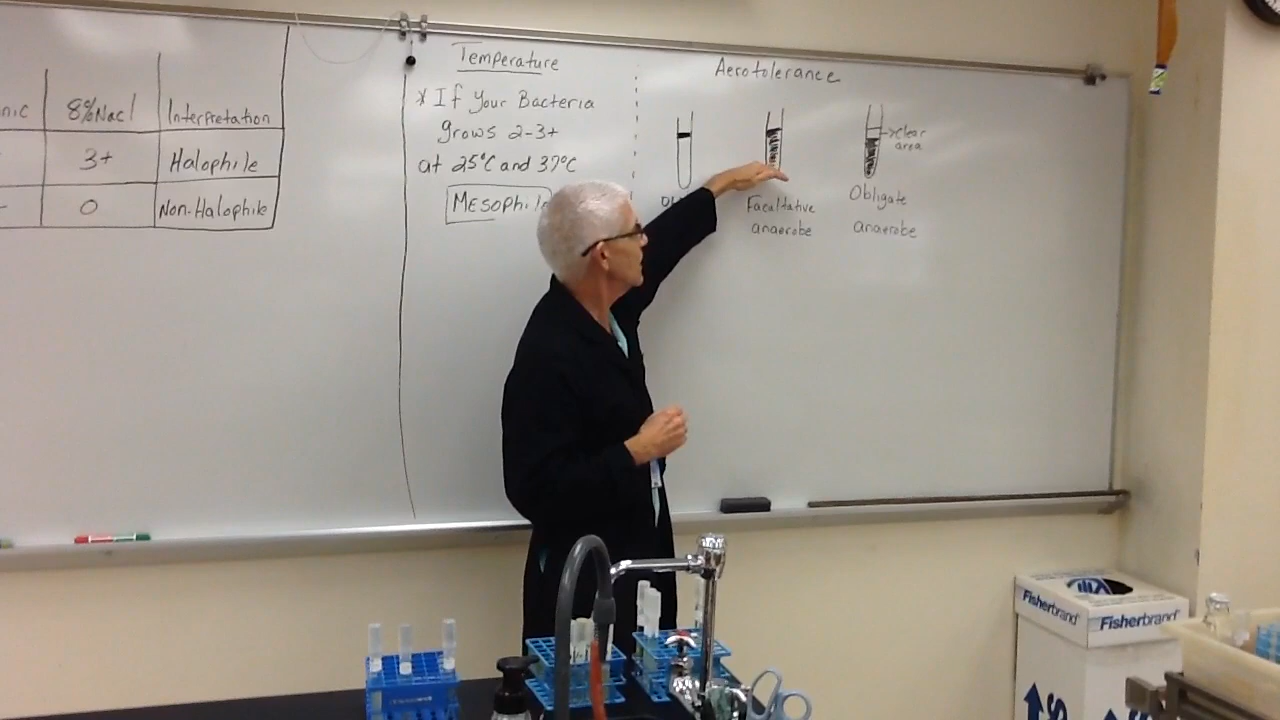 nic 8%Nacl Interpretation
3+ Halophile
- 0 Non-Halophile
Temperature
* If Your Bacteria
grows 2-3+
at 25°C and 37°C
MESophile
Aerotolerance
>clear
area
Facultative
anaerobe
Obligate
anaerobe
Fisherbrand
Fisherbrand